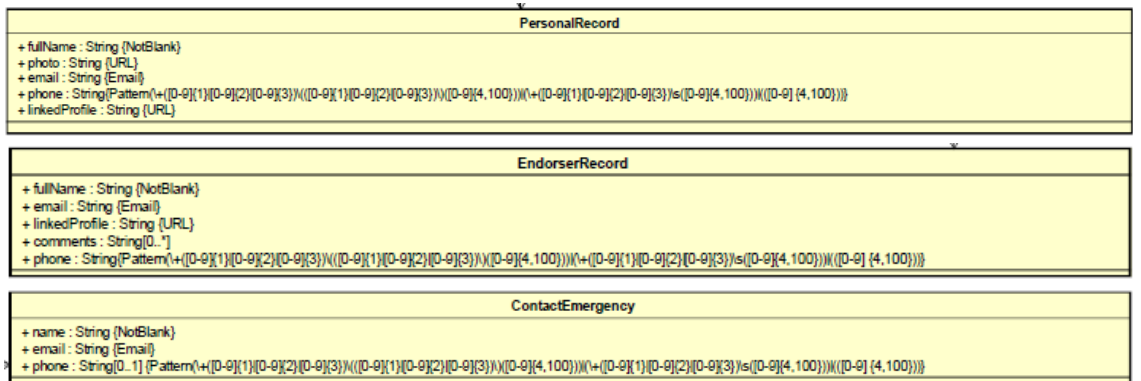 PersonalRecord
+ fullName : String {NotBlank}
+ photo : String {URL}
+ email : String {Email}
+ phone : String{Pattern(\+([0-9]{1}|[0-9]{2}|[0-9]{3})\(([0-9]{1}|[0-9]{2}|[0-9]{3})\)([0-9]{4,100}))|(\+([0-9]{1}|[0-9]{2}|[0-9]{3})\s([0-9]{4,100}))|(([0-9] {4,100}))}
+ linkedProfile : String {URL}
EndorserRecord
+ fullName : String {NotBlank}
+ email : String {Email}
+ linkedProfile : String {URL}
+ comments : String[0..*]
+ phone : String{Pattern(\+([0-9]{1}|[0-9]{2}|[0-9]{3})\(([0-9]{1}|[0-9]{2}|[0-9]{3})\)([0-9]{4,100}))|(\+([0-9]{1}|[0-9]{2}|[0-9]{3})\s([0-9]{4,100}))|(([0-9] {4,100}))}
ContactEmergency
+ name : String {NotBlank}
+ email : String {Email}
+ phone : String[0..1] {Pattern(\+([0-9]{1}|[0-9]{2}|[0-9]{3})\(([0-9]{1}|[0-9]{2}|[0-9]{3})\)([0-9]{4,100}))|(\+([0-9]{1}|[0-9]{2}|[0-9]{3})\s([0-9]{4,100}))|(([0-9] {4,100}))}